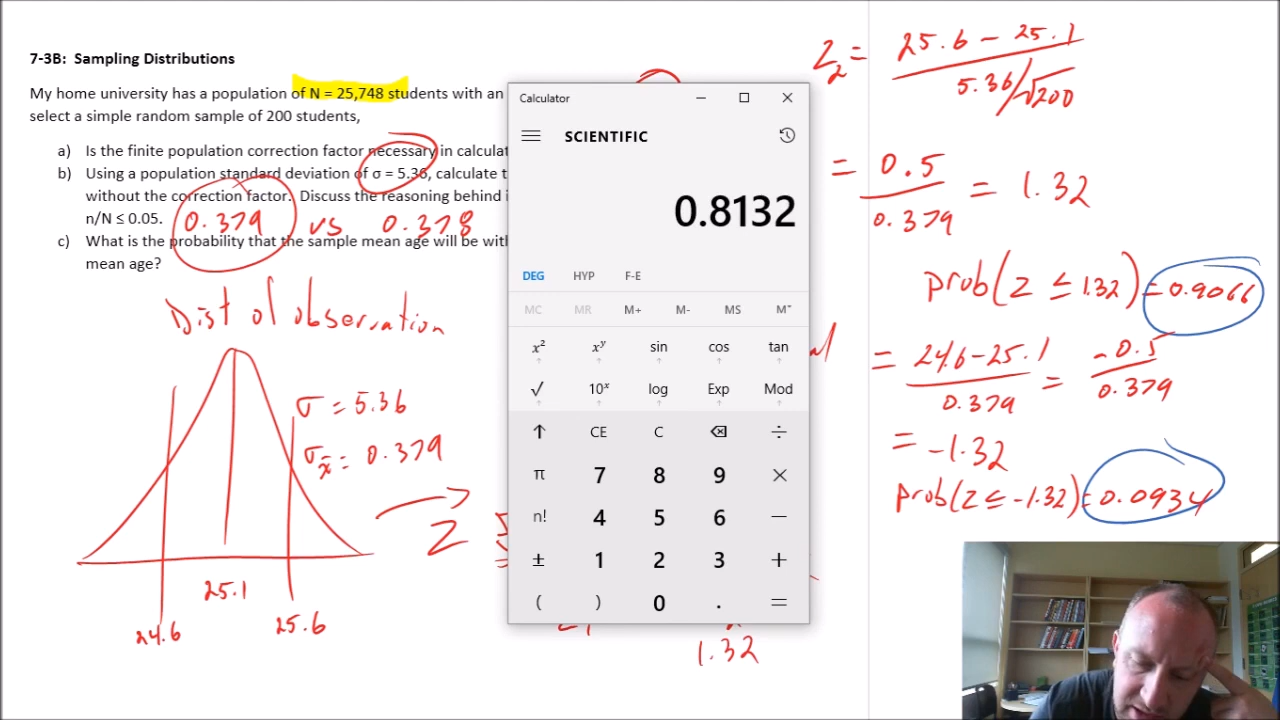 7-3B: Sampling Distributions
My home university has a population of N = 25,748 students with an
select a simple random sample of 200 students,
a) Is the finite population correction factor necessary in calculat
b) Using a population standard deviation of σ = 5.36, calculate t
without the correction factor. Discuss the reasoning behind i
n/N ≤ 0.05.
0.379 vs 0.378
c) What is the probability that the sample mean age will be wit
mean age?
Dist of observation
σ = 5.36
σx̄ = 0.379
Z
25.1
24.6
25.6
Calculator
SCIENTIFIC
0.8132
DEG HYP F-E
MC MR M+ M- MS M˅
x² xʸ sin cos tan
√ 10ˣ log Exp Mod
↑ CE C ⌫ ÷
π 7 8 9 ×
n! 4 5 6 −
± 1 2 3 +
( ) 0 . =
1.32
Z₂ = 25.6 - 25.1
5.36/√200
= 0.5 = 1.32
0.379
prob(Z ≤ 1.32) = 0.9066
= 24.6 - 25.1 = -0.5
0.379 0.379
= -1.32
prob(Z ≤ -1.32) = 0.0934